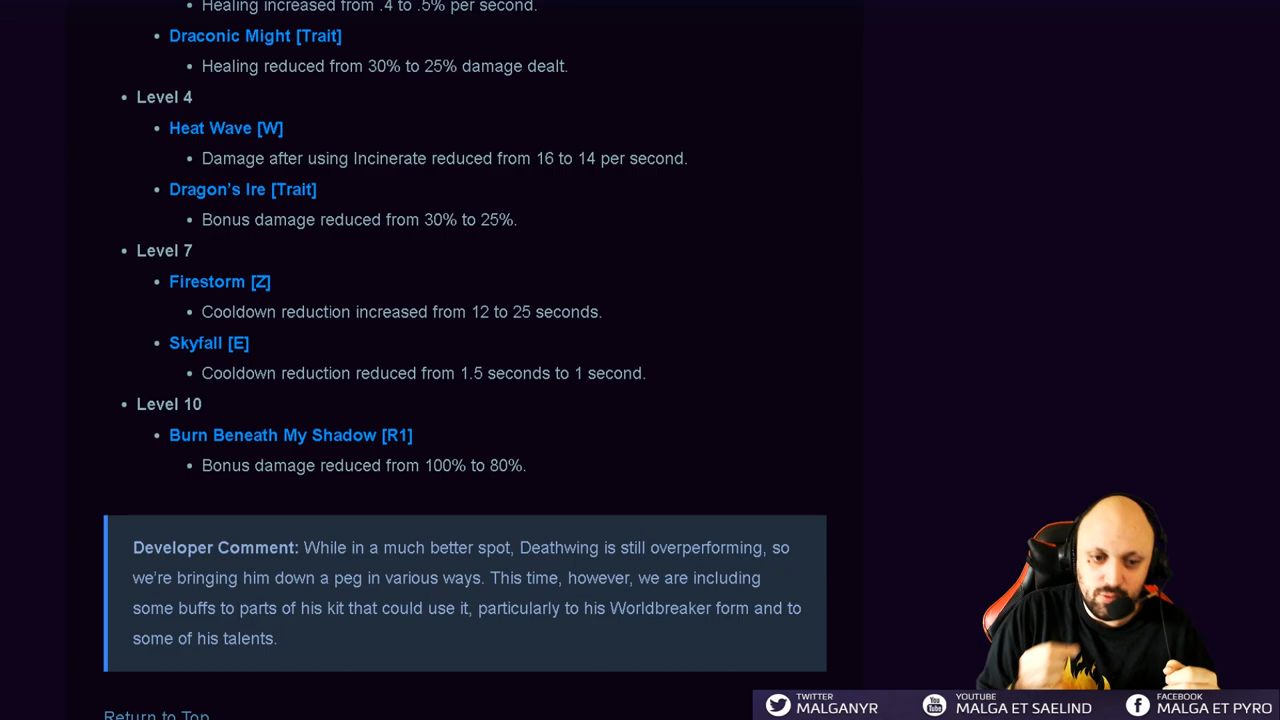 Healing increased from .4 to .5% per second.
Draconic Might [Trait]
Healing reduced from 30% to 25% damage dealt.
Level 4
Heat Wave [W]
Damage after using Incinerate reduced from 16 to 14 per second.
Dragon's Ire [Trait]
Bonus damage reduced from 30% to 25%.
Level 7
Firestorm [Z]
Cooldown reduction increased from 12 to 25 seconds.
Skyfall [E]
Cooldown reduction reduced from 1.5 seconds to 1 second.
Level 10
Burn Beneath My Shadow [R1]
Bonus damage reduced from 100% to 80%.
Developer Comment: While in a much better spot, Deathwing is still overperforming, so
we're bringing him down a peg in various ways. This time, however, we are including
some buffs to parts of his kit that could use it, particularly to his Worldbreaker form and to
some of his talents.
Return to Top
TWITTER
MALGANYR
You Tube
YOUTUBE
MALGA ET SAELIND
FACEBOOK
MALGA ET PYRO